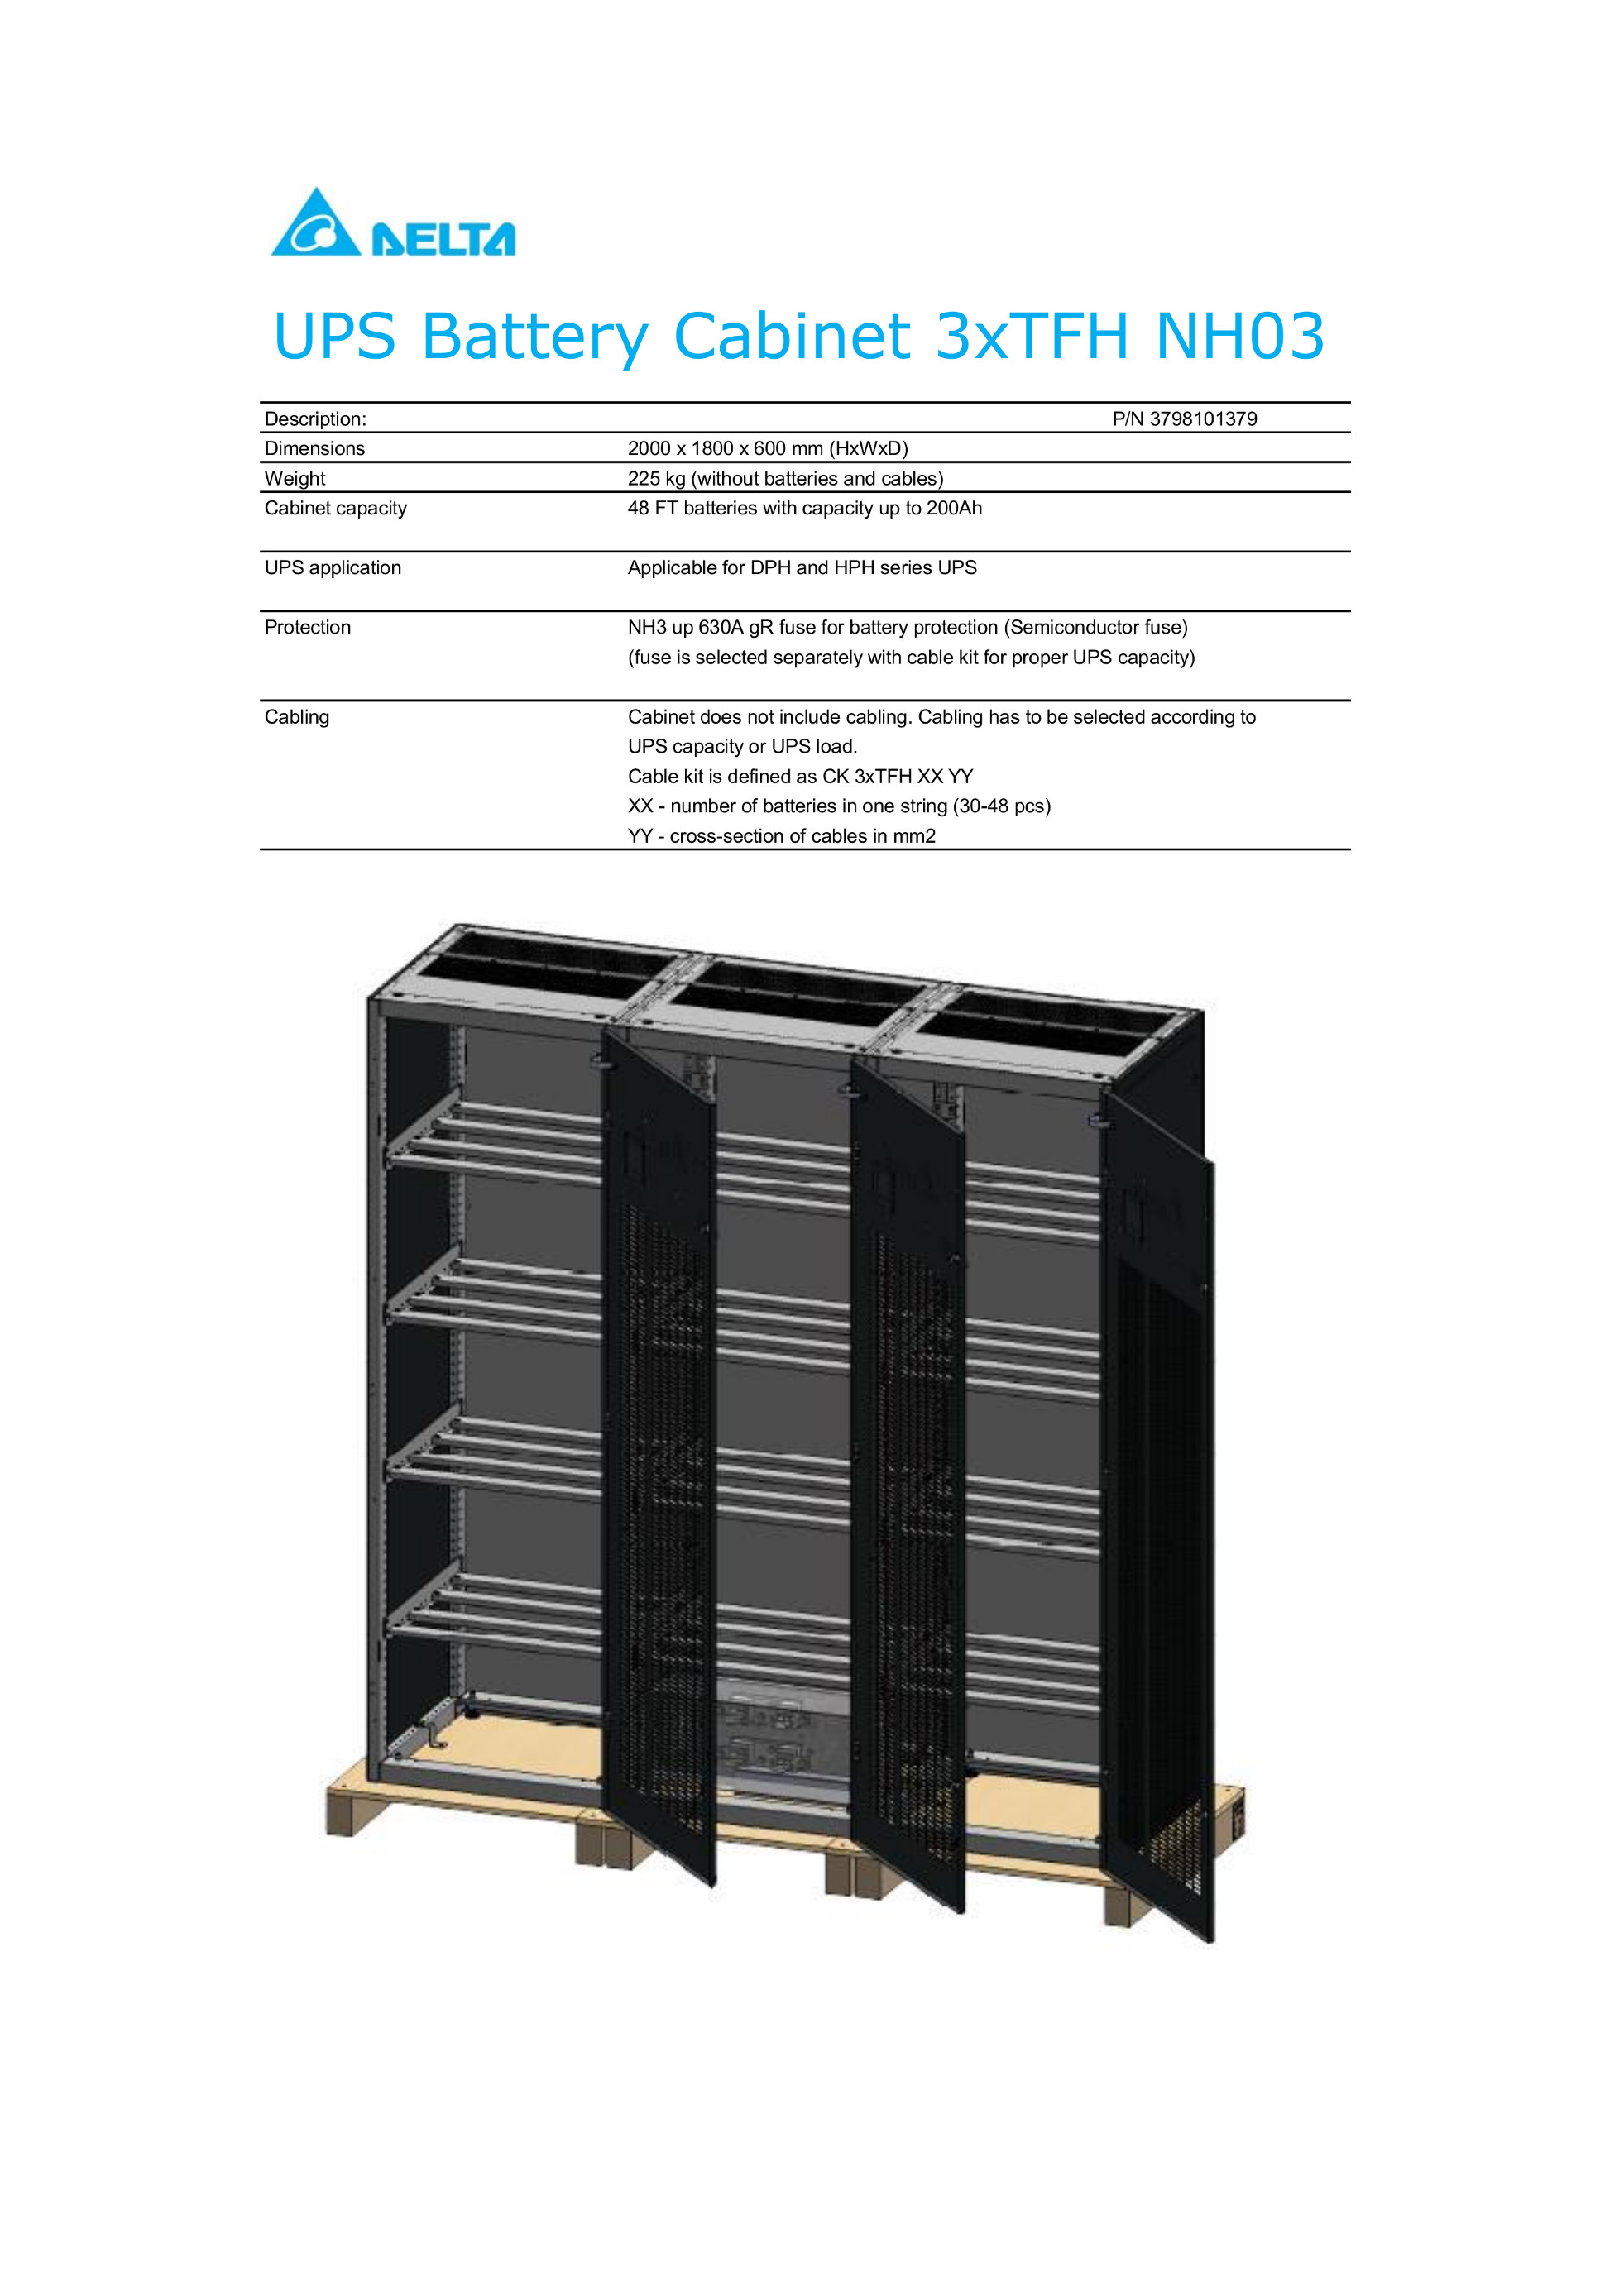 DELTA
UPS Battery Cabinet 3xTFH NH03
Description: P/N 3798101379
Dimensions 2000 x 1800 x 600 mm (HxWxD)
Weight 225 kg (without batteries and cables)
Cabinet capacity 48 FT batteries with capacity up to 200Ah
UPS application Applicable for DPH and HPH series UPS
Protection NH3 up 630A gR fuse for battery protection (Semiconductor fuse)
(fuse is selected separately with cable kit for proper UPS capacity)
Cabling Cabinet does not include cabling. Cabling has to be selected according to
UPS capacity or UPS load.
Cable kit is defined as CK 3xTFH XX YY
XX - number of batteries in one string (30-48 pcs)
YY - cross-section of cables in mm2